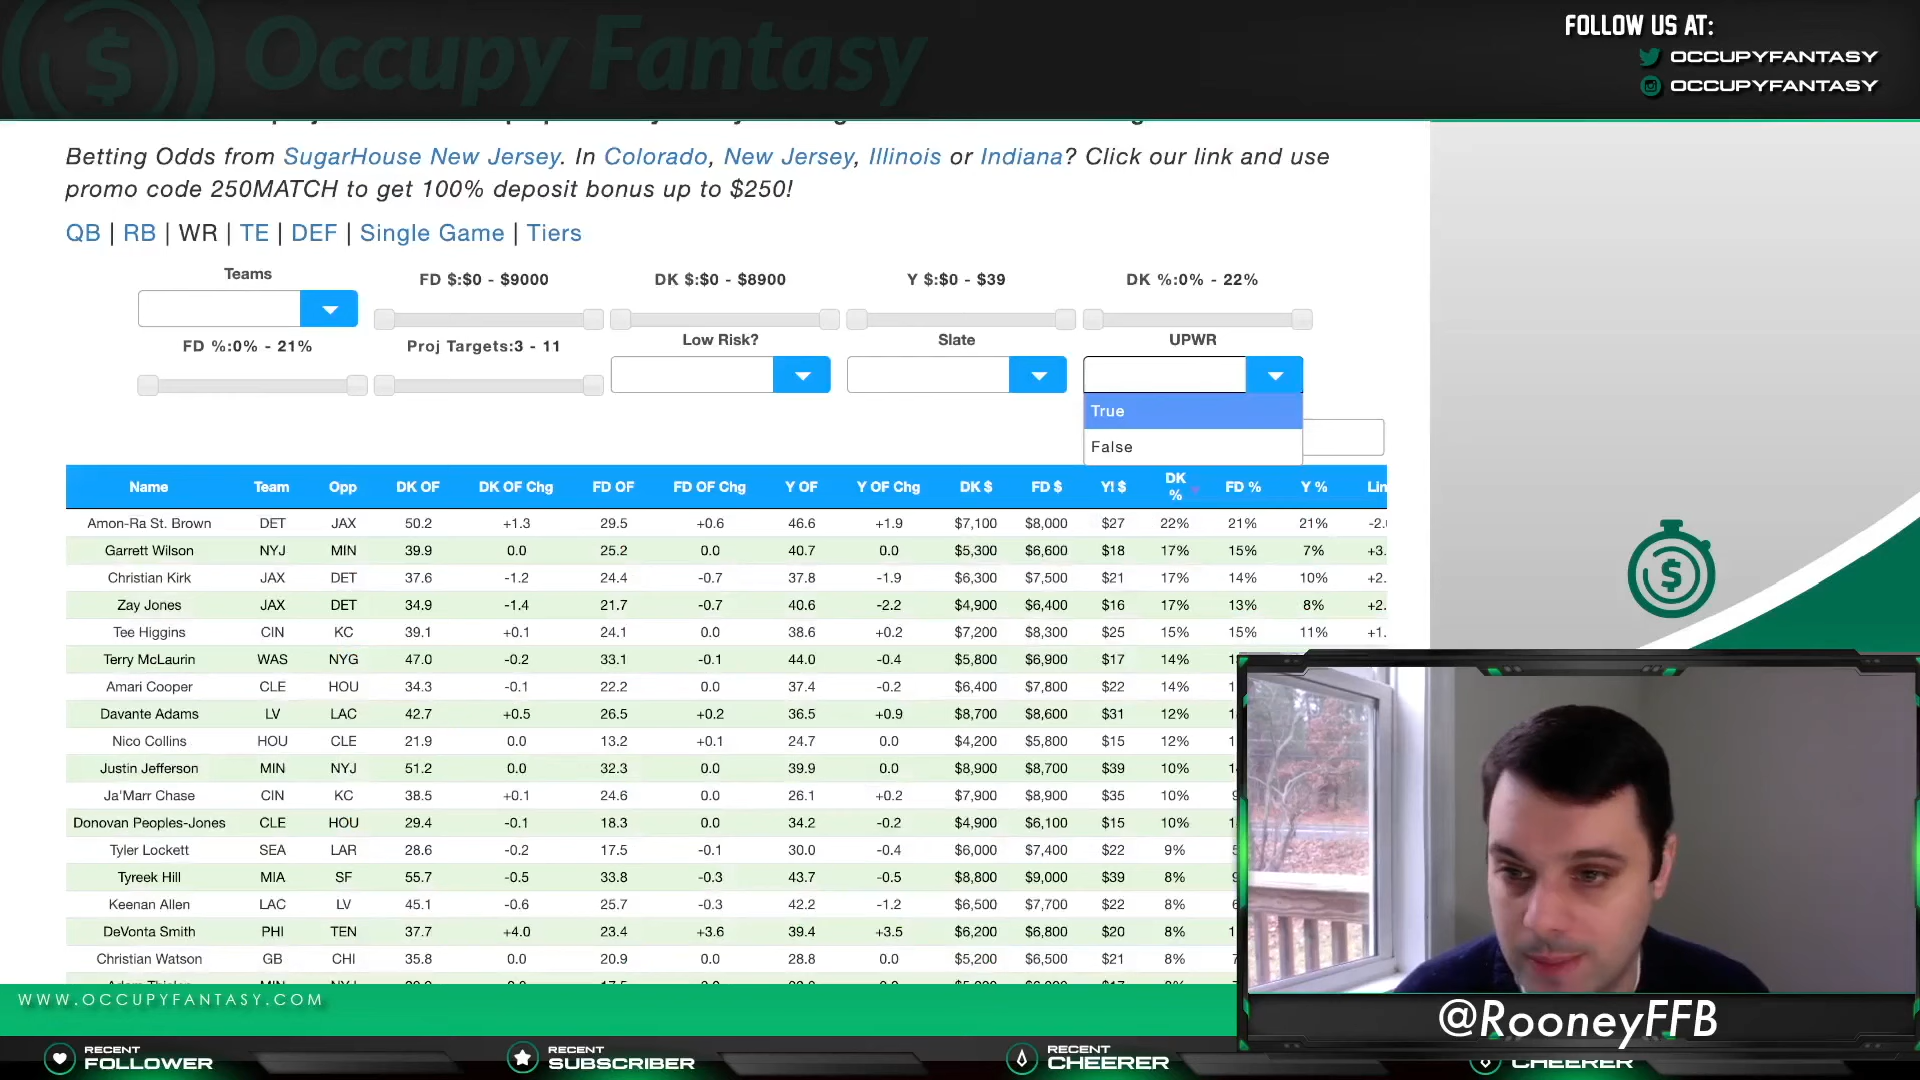 Occupy Fantasy
FOLLOW US AT:
OCCUPYFANTASY
OCCUPYFANTASY
Betting Odds from SugarHouse New Jersey. In Colorado, New Jersey, Illinois or Indiana? Click our link and use
promo code 250MATCH to get 100% deposit bonus up to $250!
QB | RB | WR | TE | DEF | Single Game | Tiers
Teams FD $:$0 - $9000 DK $:$0 - $8900 Y $:$0 - $39 DK %:0% - 22%
FD %:0% - 21% Proj Targets:3 - 11 Low Risk? Slate UPWR
True
False
Name Team Opp DK OF DK OF Chg FD OF FD OF Chg Y OF Y OF Chg DK $ FD $ Y! $ DK % FD % Y % Lin
Amon-Ra St. Brown DET JAX 50.2 +1.3 29.5 +0.6 46.6 +1.9 $7,100 $8,000 $27 22% 21% 21% -2.
Garrett Wilson NYJ MIN 39.9 0.0 25.2 0.0 40.7 0.0 $5,300 $6,600 $18 17% 15% 7% +3.
Christian Kirk JAX DET 37.6 -1.2 24.4 -0.7 37.8 -1.9 $6,300 $7,500 $21 17% 14% 10% +2.
Zay Jones JAX DET 34.9 -1.4 21.7 -0.7 40.6 -2.2 $4,900 $6,400 $16 17% 13% 8% +2.
Tee Higgins CIN KC 39.1 +0.1 24.1 0.0 38.6 +0.2 $7,200 $8,300 $25 15% 15% 11% +1.
Terry McLaurin WAS NYG 47.0 -0.2 33.1 -0.1 44.0 -0.4 $5,800 $6,900 $17 14% 1
Amari Cooper CLE HOU 34.3 -0.1 22.2 0.0 37.4 -0.2 $6,400 $7,800 $22 14% 1
Davante Adams LV LAC 42.7 +0.5 26.5 +0.2 36.5 +0.9 $8,700 $8,600 $31 12% 1
Nico Collins HOU CLE 21.9 0.0 13.2 +0.1 24.7 0.0 $4,200 $5,800 $15 12% 1
Justin Jefferson MIN NYJ 51.2 0.0 32.3 0.0 39.9 0.0 $8,900 $8,700 $39 10% 1
Ja'Marr Chase CIN KC 38.5 +0.1 24.6 0.0 26.1 +0.2 $7,900 $8,900 $35 10% 9
Donovan Peoples-Jones CLE HOU 29.4 -0.1 18.3 0.0 34.2 -0.2 $4,900 $6,100 $15 10% 1
Tyler Lockett SEA LAR 28.6 -0.2 17.5 -0.1 30.0 -0.4 $6,000 $7,400 $22 9%
Tyreek Hill MIA SF 55.7 -0.5 33.8 -0.3 43.7 -0.5 $8,800 $9,000 $39 8%
Keenan Allen LAC LV 45.1 -0.6 25.7 -0.3 42.2 -1.2 $6,500 $7,700 $22 8%
DeVonta Smith PHI TEN 37.7 +4.0 23.4 +3.6 39.4 +3.5 $6,200 $6,800 $20 8% 1
Christian Watson GB CHI 35.8 0.0 20.9 0.0 28.8 0.0 $5,200 $6,500 $21 8% 7
WWW.OCCUPYFANTASY.COM
@RooneyFFB
RECENT FOLLOWER
RECENT SUBSCRIBER
RECENT CHEERER
CHEERER